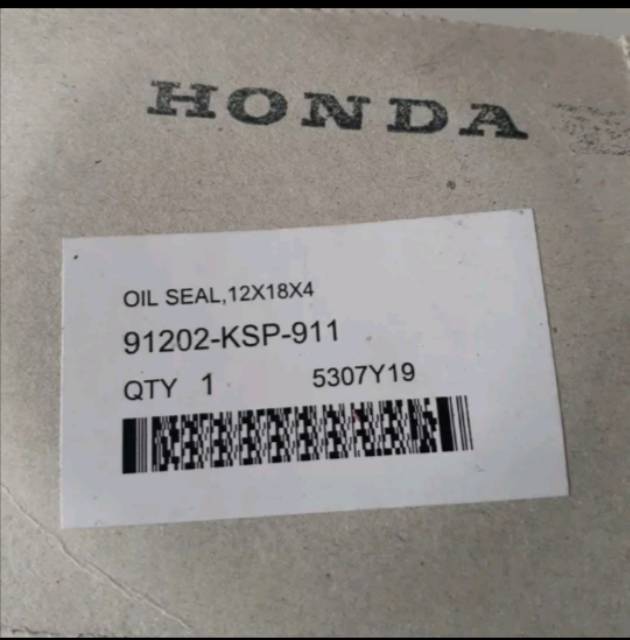 HONDA
OIL SEAL,12X18X4
91202-KSP-911
QTY 1 5307Y19